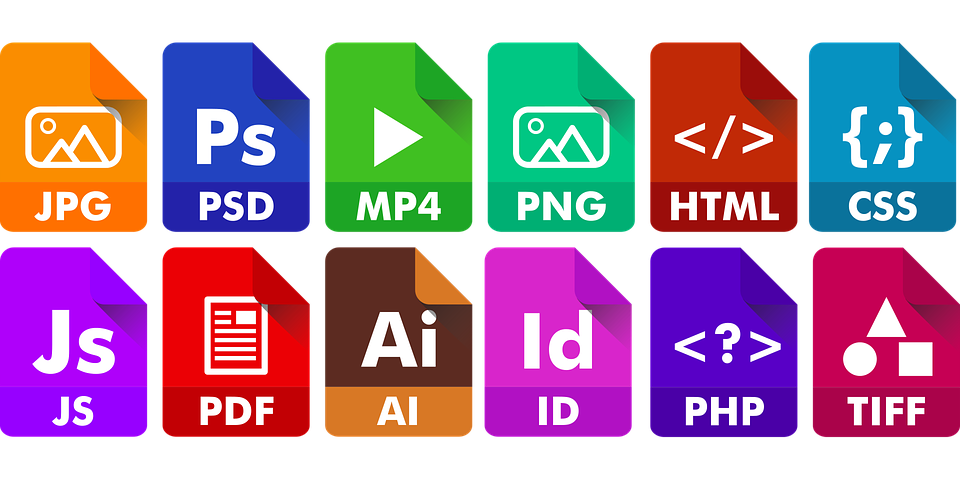 Ps
JPG PSD MP4 PNG HTML CSS
</> {;}
Js Ai Id <?>
JS PDF AI ID PHP TIFF